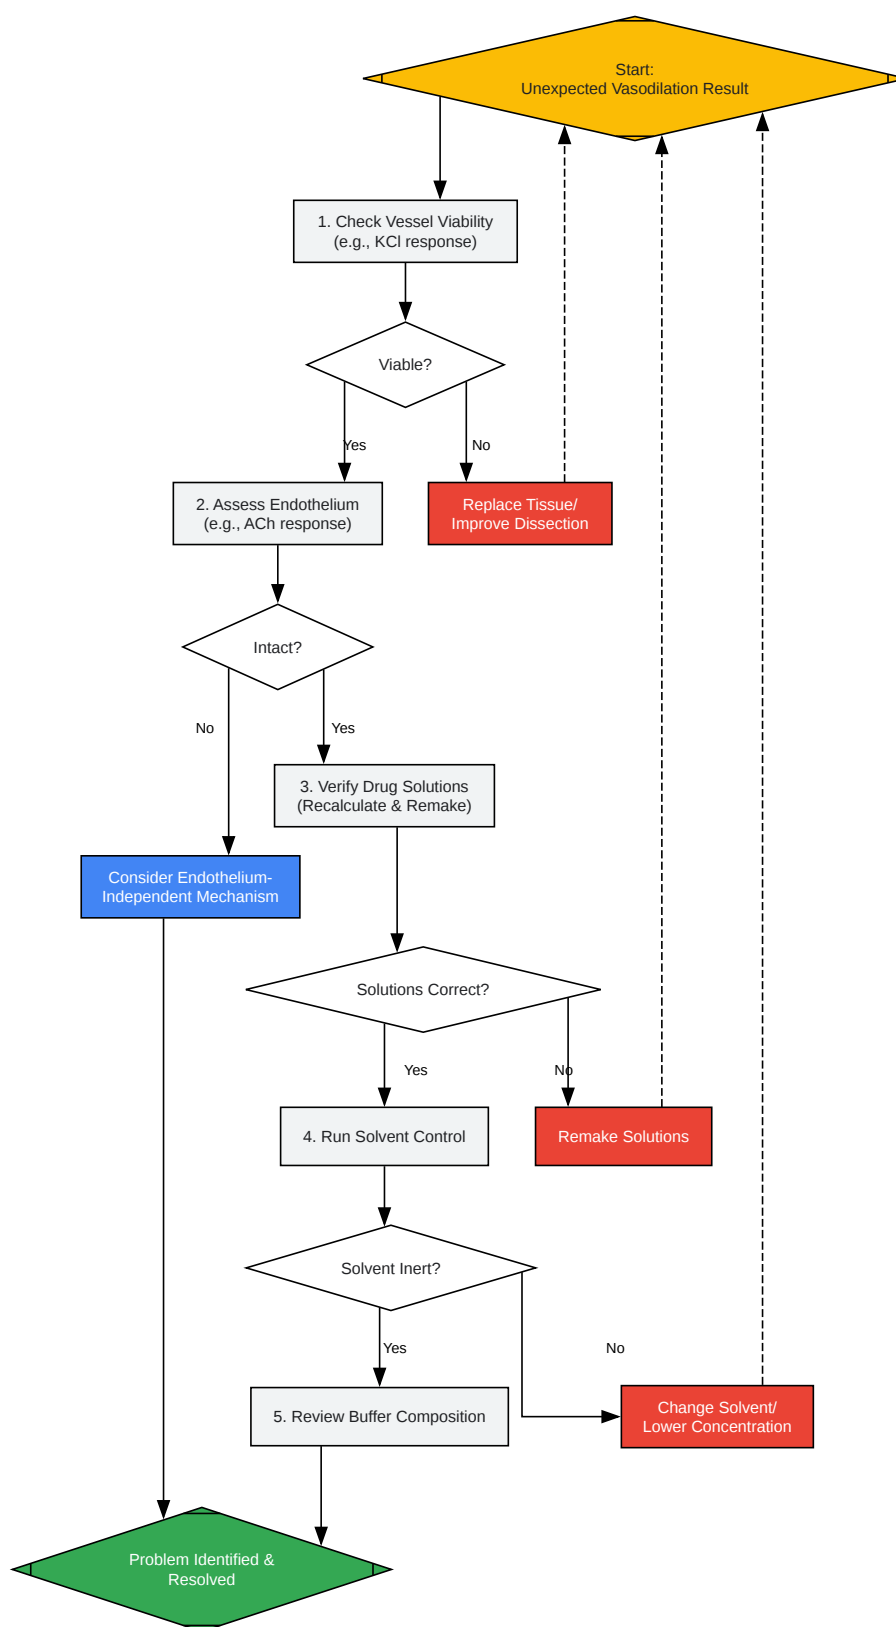 Start:
Unexpected Vasodilation Result
1. Check Vessel Viability
(e.g., KCl response)
Viable?
Yes
No
2. Assess Endothelium
(e.g., ACh response)
Replace Tissue/
Improve Dissection
Intact?
No
Yes
3. Verify Drug Solutions
(Recalculate & Remake)
Consider Endothelium-
Independent Mechanism
Solutions Correct?
Yes
No
4. Run Solvent Control
Remake Solutions
Solvent Inert?
Yes
No
5. Review Buffer Composition
Change Solvent/
Lower Concentration
Problem Identified &
Resolved